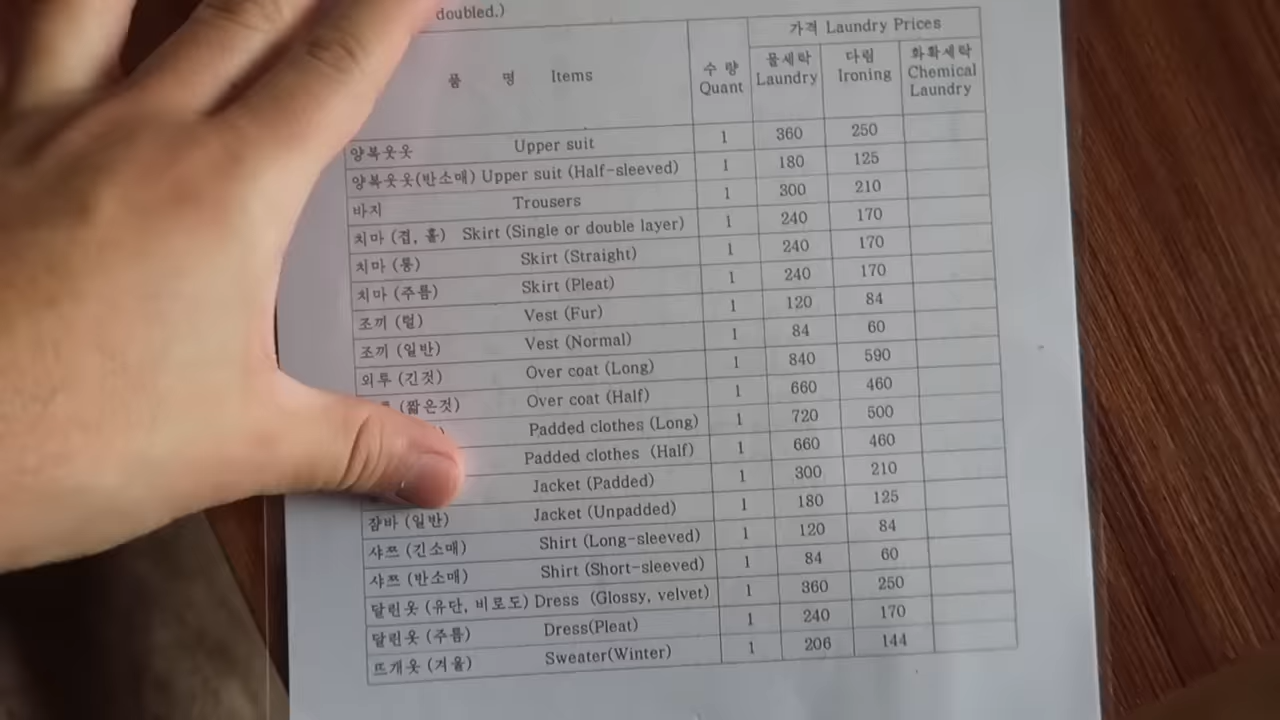 doubled.)
가격 Laundry Prices
품 명 Items 수 량 Quant 물세탁 Laundry 다림 Ironing 화확세탁 Chemical Laundry
양복웃옷 Upper suit 1 360 250
양복웃옷(반소매) Upper suit (Half-sleeved) 1 180 125
바지 Trousers 1 300 210
치마 (겹, 홑) Skirt (Single or double layer) 1 240 170
치마 (통) Skirt (Straight) 1 240 170
치마 (주름) Skirt (Pleat) 1 240 170
조끼 (털) Vest (Fur) 1 120 84
조끼 (일반) Vest (Normal) 1 84 60
외투 (긴것) Over coat (Long) 1 840 590
(짧은것) Over coat (Half) 1 660 460
Padded clothes (Long) 1 720 500
Padded clothes (Half) 1 660 460
Jacket (Padded) 1 300 210
잠바 (일반) Jacket (Unpadded) 1 180 125
샤쯔 (긴소매) Shirt (Long-sleeved) 1 120 84
샤쯔 (반소매) Shirt (Short-sleeved) 1 84 60
달린옷 (유단, 비로도) Dress (Glossy, velvet) 1 360 250
달린옷 (주름) Dress(Pleat) 1 240 170
뜨개옷 (겨울) Sweater(Winter) 1 206 144